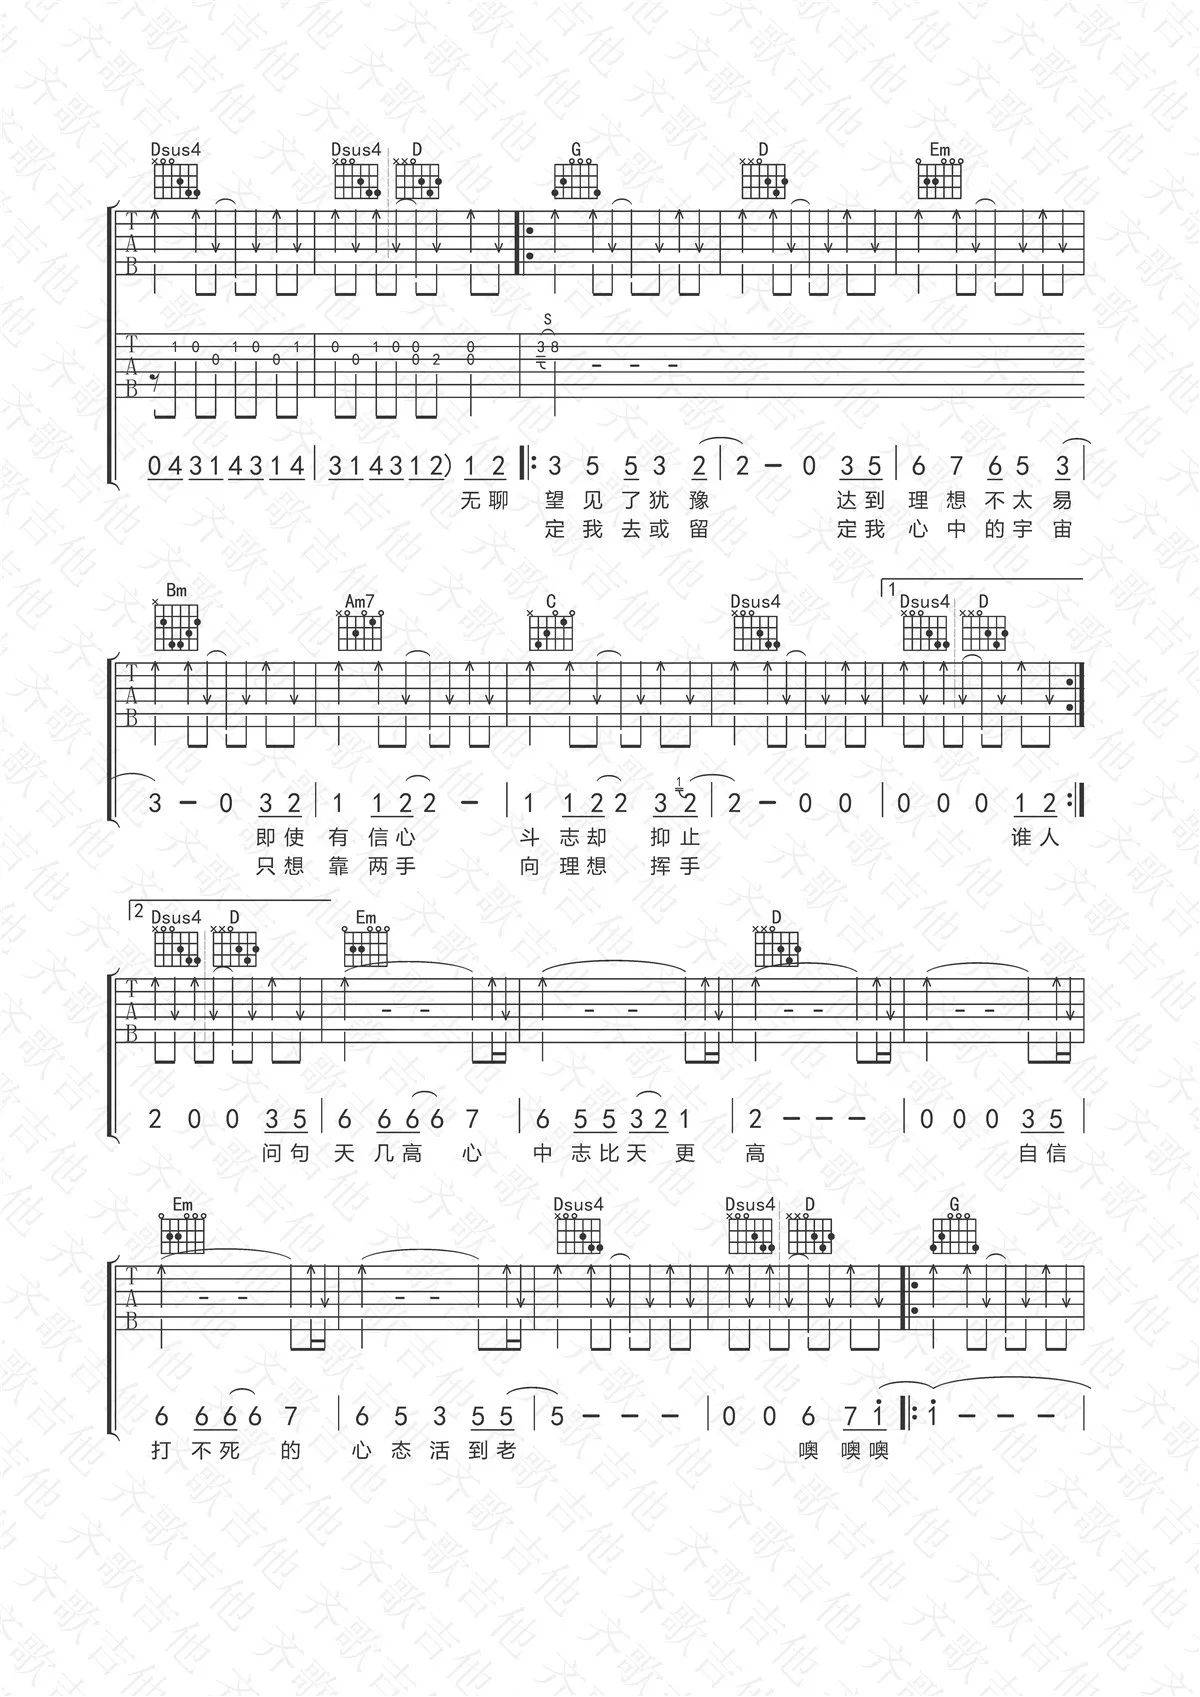 Dsus4 Dsus4 D G D Em
S
1 0 0 1 0 0 1 0 0 1 0 0 0 2 0 0 3 8
0 4 3 1 4 3 1 4 3 1 4 3 1 2) 1 2 3 5 5 3 2 2 - 0 3 5 6 7 6 5 3
无聊 望见了犹豫 达到理想不太易
定我去或留 定我心中的宇宙
Bm Am7 C Dsus4 1 Dsus4 D
3 - 0 3 2 1 1 2 2 - 1 1 2 2 3 1 2 2 - 0 0 0 0 0 1 2
即使有信心 斗志却抑止 谁人
只想靠两手 向理想挥手
2 Dsus4 D Em D
2 0 0 3 5 6 6 6 6 7 6 5 5 3 2 1 2 - - - 0 0 0 3 5
问句天几高心 中志比天更高 自信
Em Dsus4 Dsus4 D G
6 6 6 6 7 6 5 3 5 5 5 - - - 0 0 6 7 1 1 - - -
打不死的 心态活到老 噢噢噢